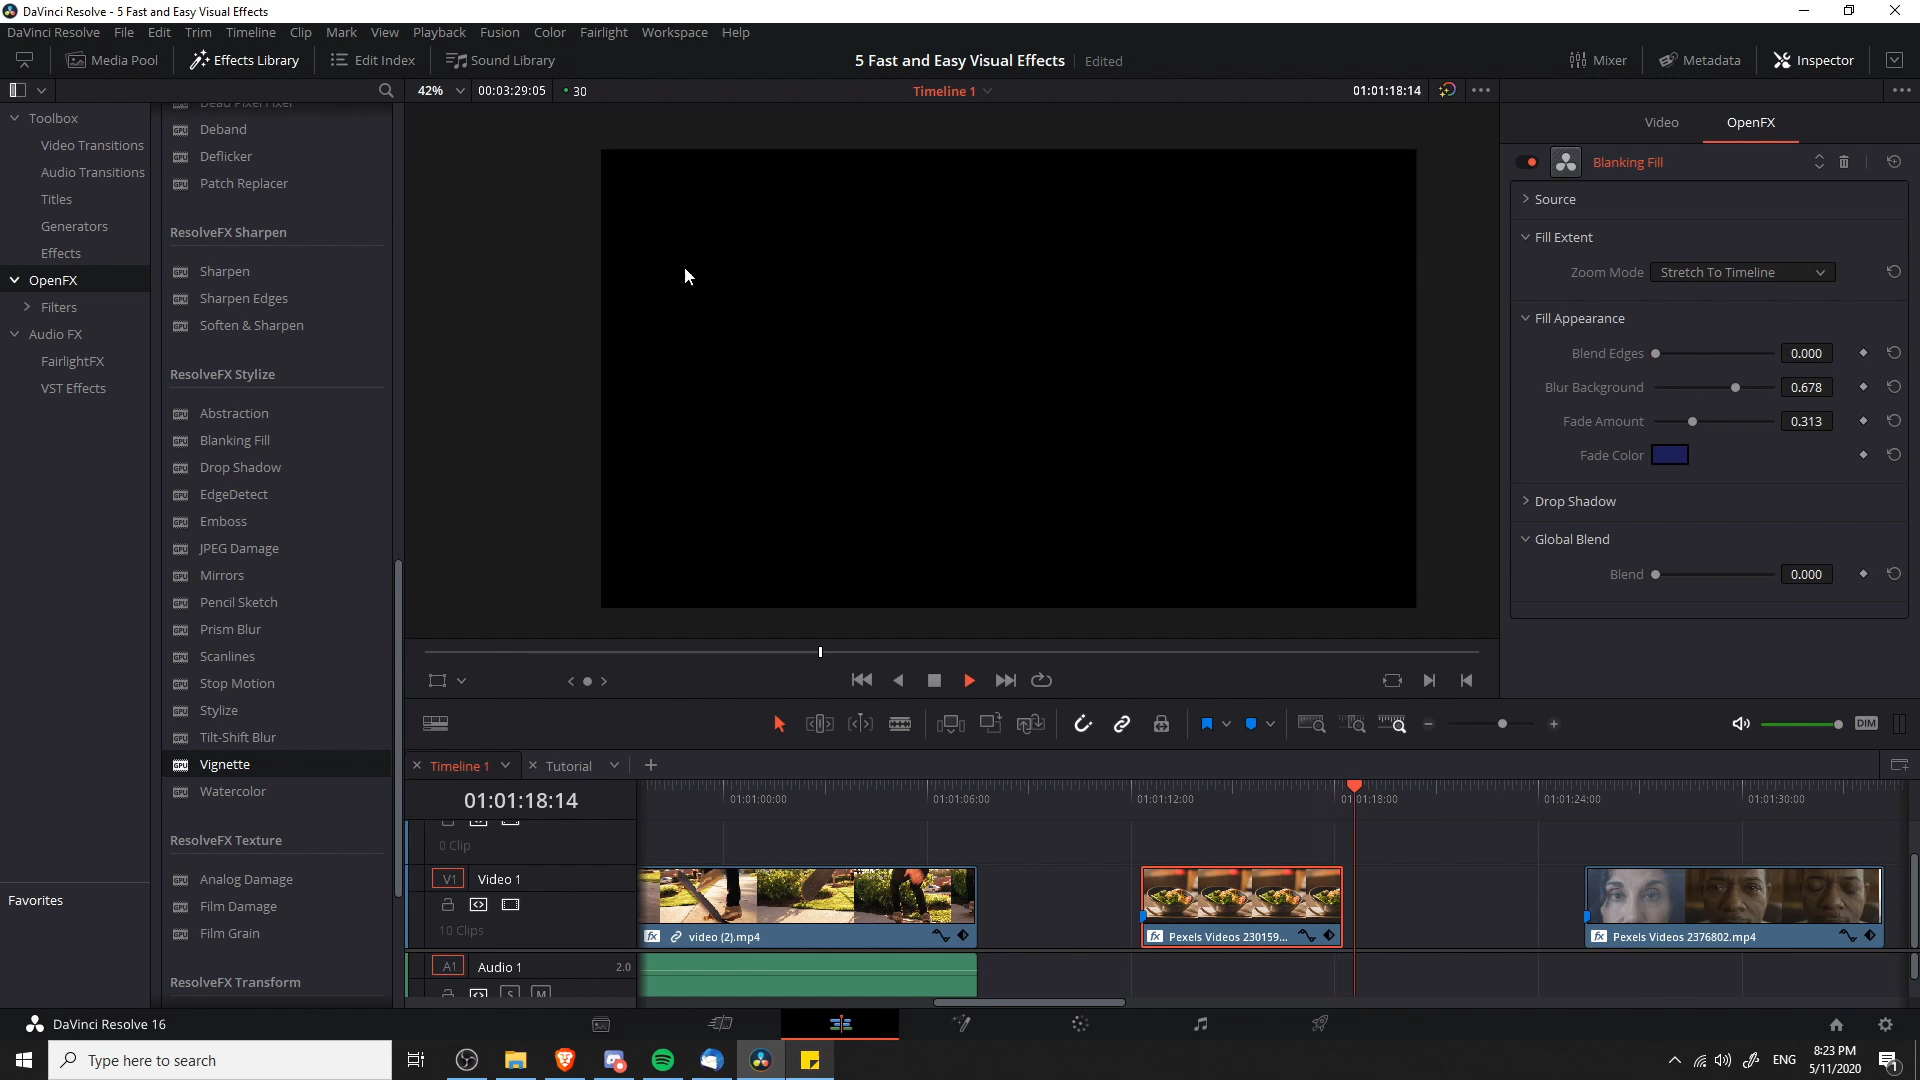 DaVinci Resolve - 5 Fast and Easy Visual Effects
DaVinci Resolve File Edit Trim Timeline Clip Mark View Playback Fusion Color Fairlight Workspace Help
Media Pool Effects Library Edit Index Sound Library
5 Fast and Easy Visual Effects Edited
Mixer Metadata Inspector
42% 00:03:29:05 30 Timeline 1 01:01:18:14
Toolbox
Video Transitions
Audio Transitions
Titles
Generators
Effects
OpenFX
Filters
Audio FX
FairlightFX
VST Effects
Favorites
Dead Pixel Fixer
Deband
Deflicker
Patch Replacer
ResolveFX Sharpen
Sharpen
Sharpen Edges
Soften & Sharpen
ResolveFX Stylize
Abstraction
Blanking Fill
Drop Shadow
EdgeDetect
Emboss
JPEG Damage
Mirrors
Pencil Sketch
Prism Blur
Scanlines
Stop Motion
Stylize
Tilt-Shift Blur
Vignette
Watercolor
ResolveFX Texture
Analog Damage
Film Damage
Film Grain
ResolveFX Transform
Video OpenFX
Blanking Fill
Source
Fill Extent
Zoom Mode Stretch To Timeline
Fill Appearance
Blend Edges 0.000
Blur Background 0.678
Fade Amount 0.313
Fade Color
Drop Shadow
Global Blend
Blend 0.000
DIM
Timeline 1 Tutorial
01:01:18:14
01:01:00:00 01:01:06:00 01:01:12:00 01:01:18:00 01:01:24:00 01:01:30:00
0 Clip
V1 Video 1
10 Clips
fx video (2).mp4
fx Pexels Videos 230159...
fx Pexels Videos 2376802.mp4
A1 Audio 1 2.0
S M
DaVinci Resolve 16
Type here to search
ENG
8:23 PM
5/11/2020
1